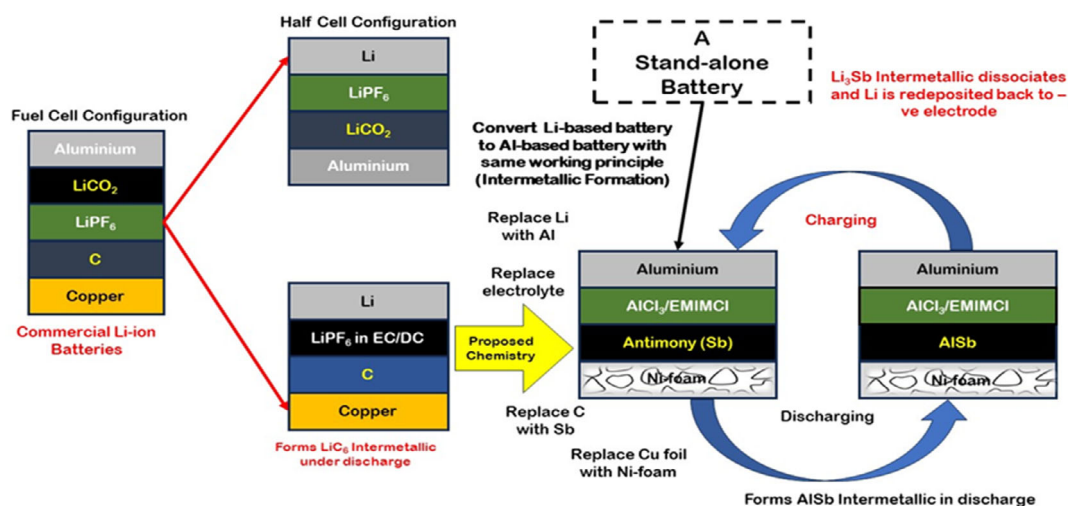 Fuel Cell Configuration
Aluminium
LiCO₂
LiPF₆
C
Copper
Commercial Li-ion
Batteries
Half Cell Configuration
Li
LiPF₆
LiCO₂
Aluminium
Li
LiPF₆ in EC/DC
C
Copper
Forms LiC₆ Intermetallic
under discharge
A
Stand-alone
Battery
Convert Li-based battery
to Al-based battery with
same working principle
(Intermetallic Formation)
Replace Li
with Al
Replace
electrolyte
Proposed
Chemistry
Replace C
with Sb
Replace Cu foil
with Ni-foam
Aluminium
AlCl₃/EMIMCl
Antimony (Sb)
Ni-foam
Li₃Sb Intermetallic dissociates
and Li is redeposited back to –
ve electrode
Charging
Aluminium
AlCl₃/EMIMCl
AlSb
Ni-foam
Discharging
Forms AlSb Intermetallic in discharge